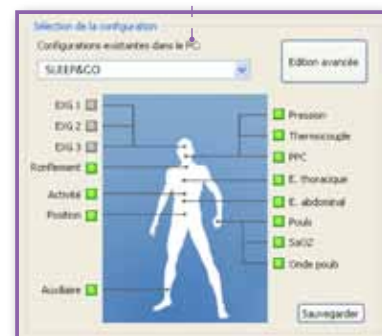 Sélection de la configuration
Configurations existantes dans le PC:
SLEEP&GO
Edition avancée
EXG 1
EXG 2
EXG 3
Ronflement
Activité
Position
Auxiliaire
Pression
Thermocouple
PPC
E. thoracique
E. abdominal
Pouls
SaO2
Onde pouls
Sauvegarder